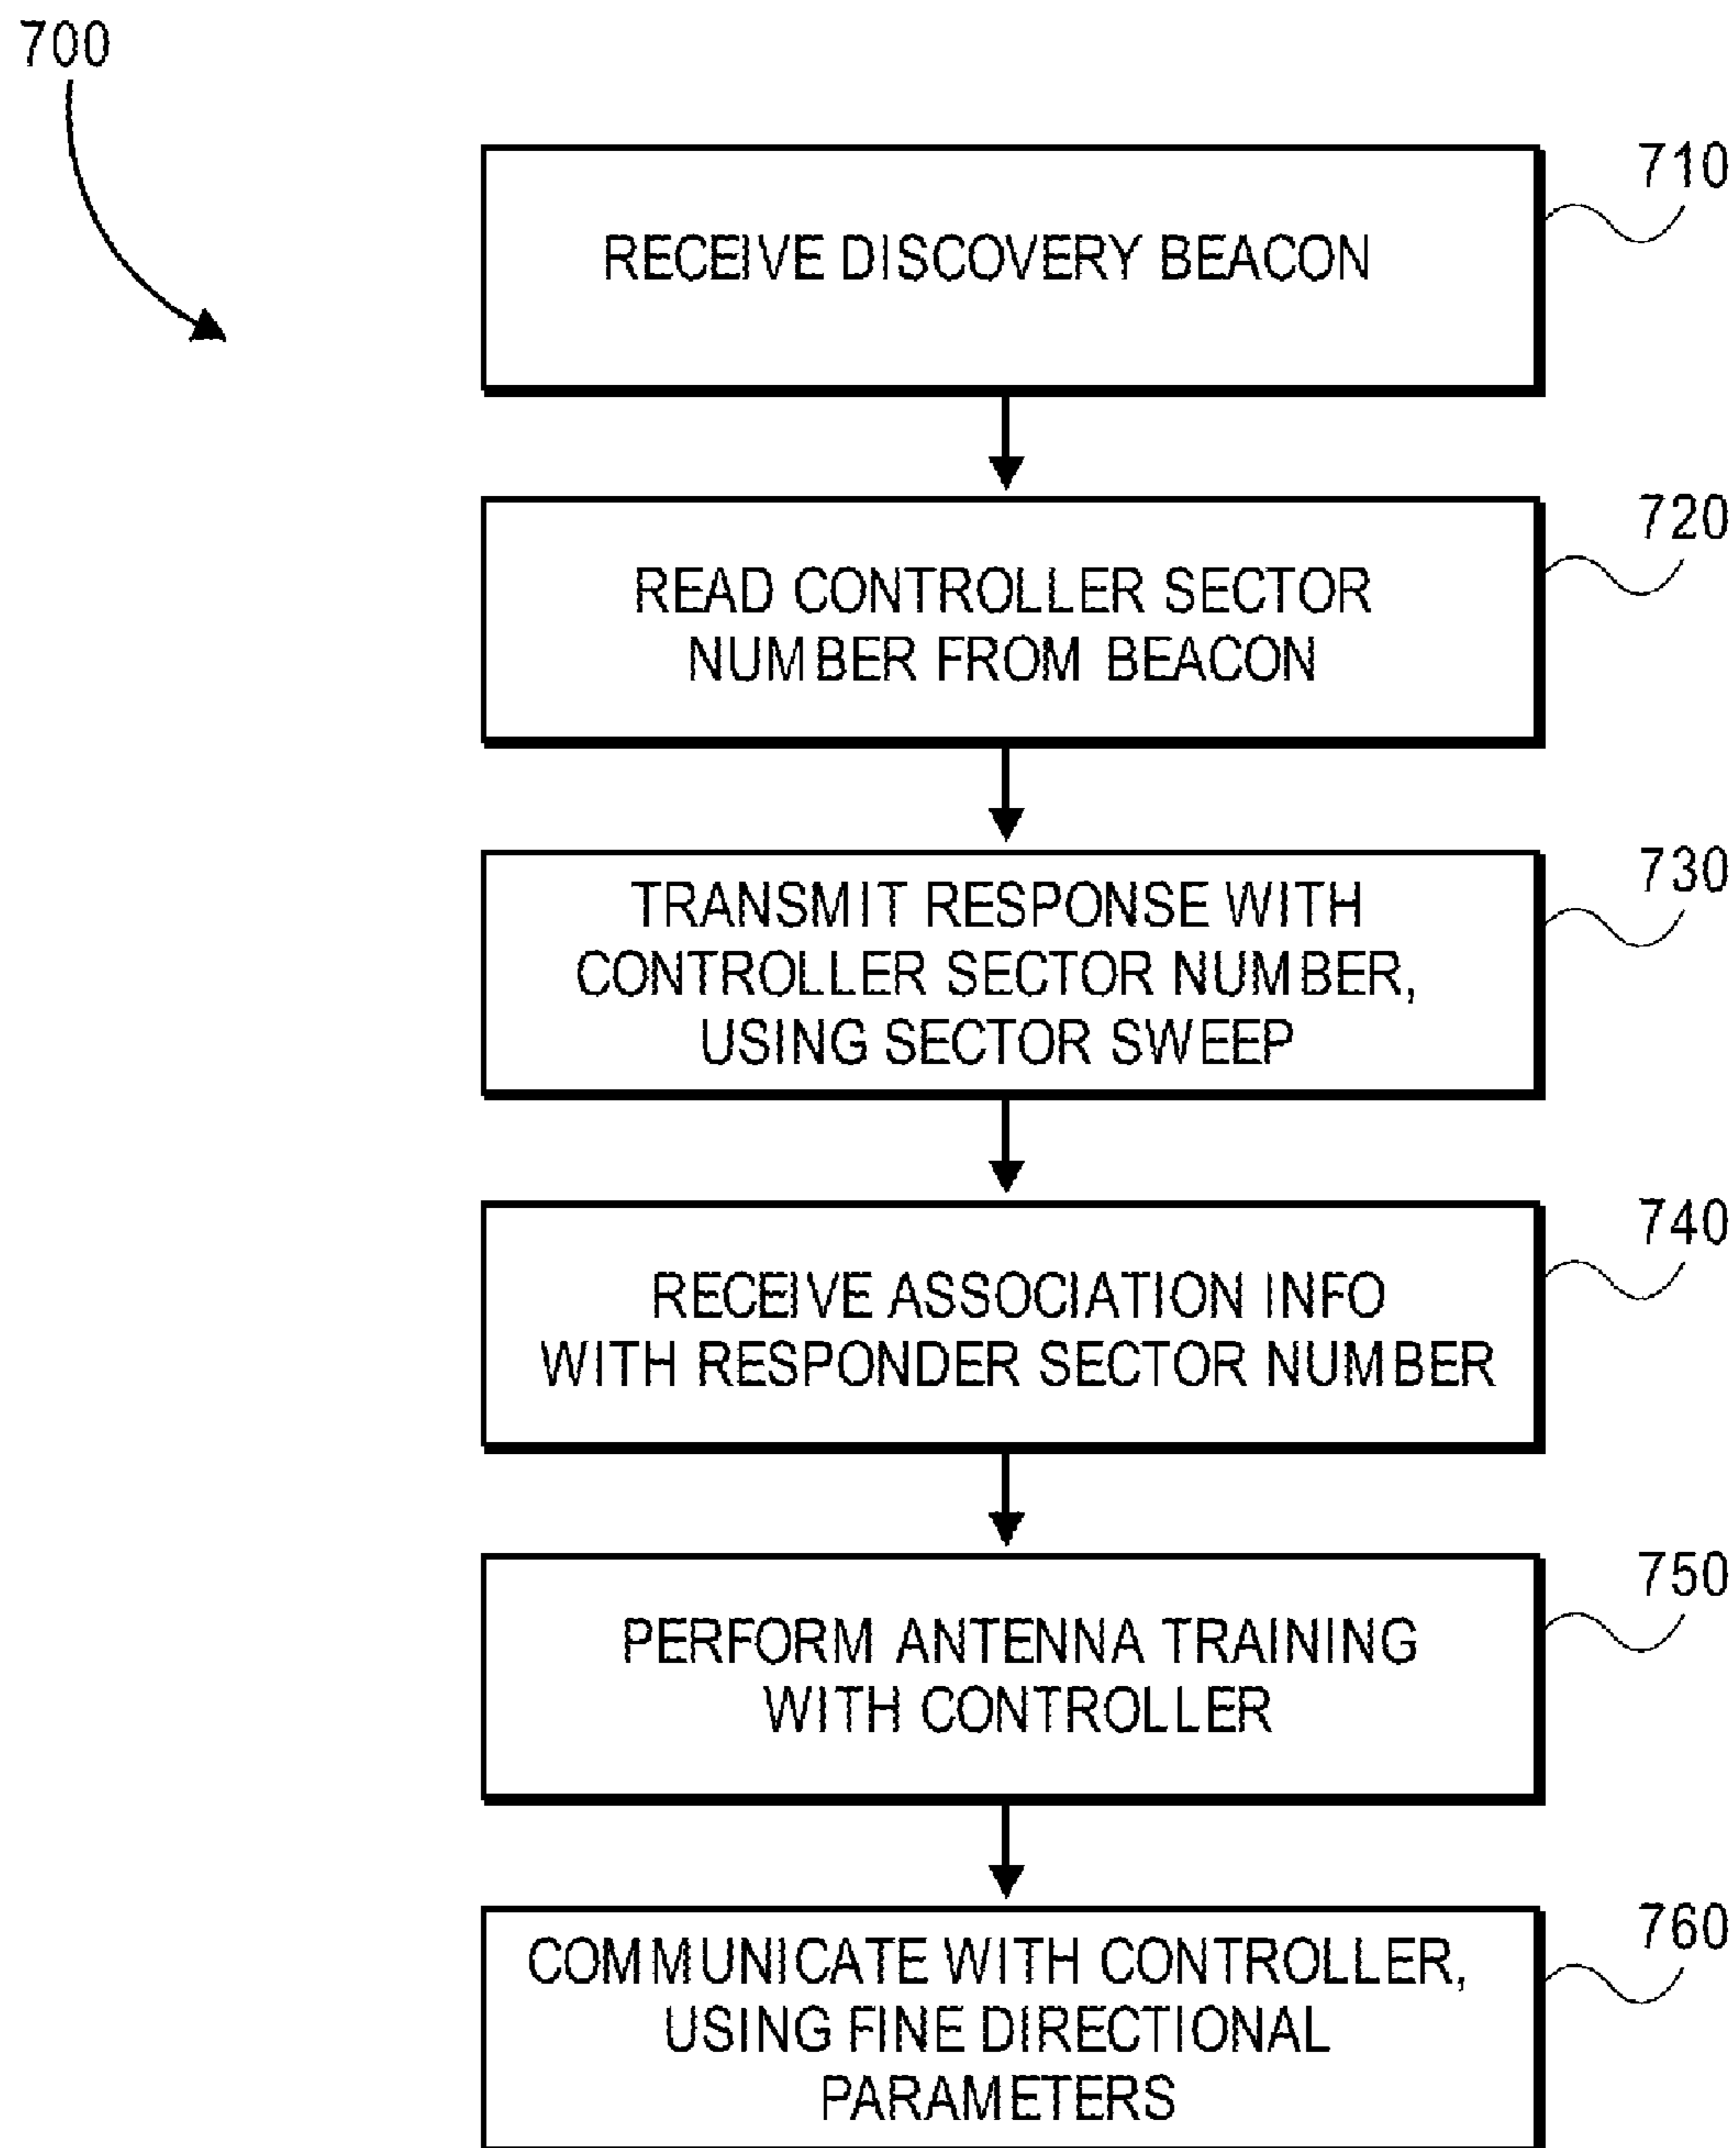 700
710
RECEIVE DISCOVERY BEACON
720
READ CONTROLLER SECTOR
NUMBER FROM BEACON
730
TRANSMIT RESPONSE WITH
CONTROLLER SECTOR NUMBER,
USING SECTOR SWEEP
740
RECEIVE ASSOCIATION INFO
WITH RESPONDER SECTOR NUMBER
750
PERFORM ANTENNA TRAINING
WITH CONTROLLER
760
COMMUNICATE WITH CONTROLLER,
USING FINE DIRECTIONAL
PARAMETERS